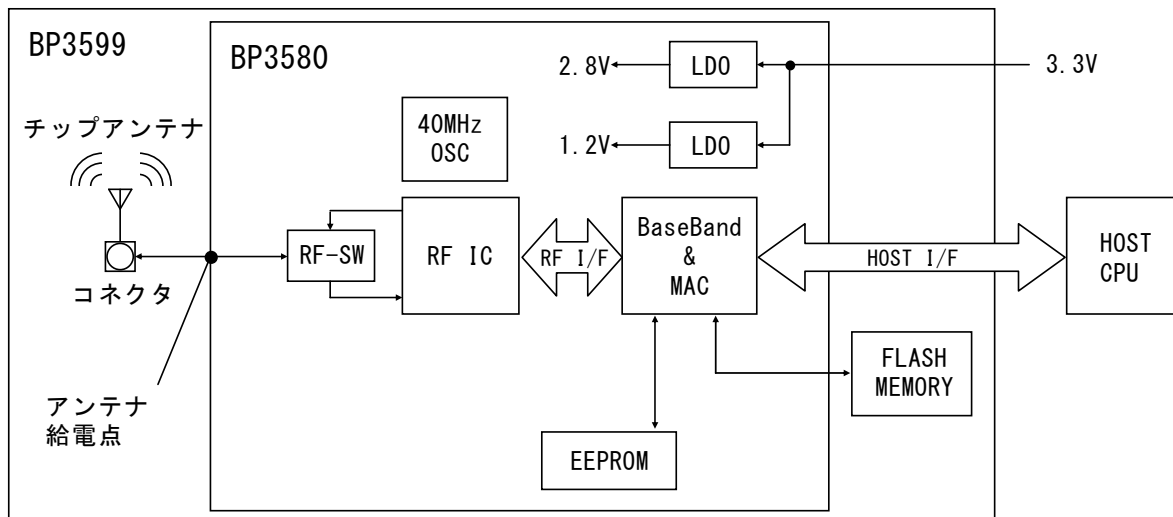 BP3599
BP3580
2.8V
LDO
3.3V
チップアンテナ
40MHz
OSC
1.2V
LDO
RF-SW
RF IC
RF I/F
BaseBand
&
MAC
HOST I/F
HOST
CPU
コネクタ
FLASH
MEMORY
アンテナ
給電点
EEPROM